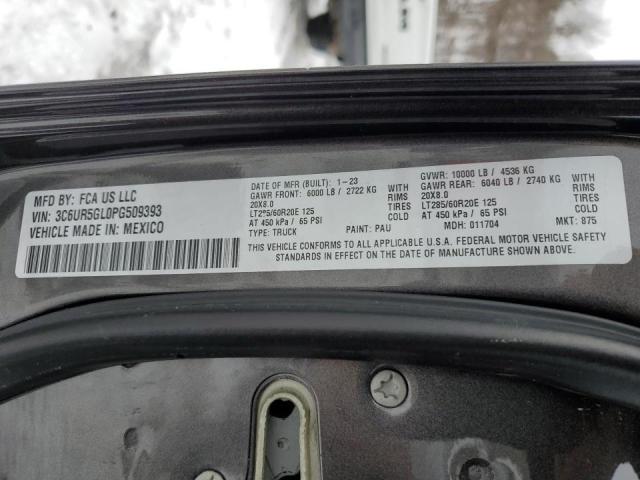 MFD BY: FCA US LLC
VIN: 3C6UR5GL0PG509393
VEHICLE MADE IN: MEXICO
DATE OF MFR (BUILT): 1-23
GAWR FRONT: 6000 LB / 2722 KG
WITH
20X8.0 RIMS
TIRES
LT285/60R20E 125
AT 450 kPa / 65 PSI COLD
TYPE: TRUCK PAINT: PAU
GVWR: 10000 LB / 4536 KG
GAWR REAR: 6040 LB / 2740 KG
WITH
20X8.0 RIMS
TIRES
LT285/60R20E 125
AT 450 kPa / 65 PSI COLD
MDH: 011704 MKT: 875
THIS VEHICLE CONFORMS TO ALL APPLICABLE U.S.A. FEDERAL MOTOR VEHICLE SAFETY
STANDARDS IN EFFECT ON THE DATE OF MANUFACTURE SHOWN ABOVE.